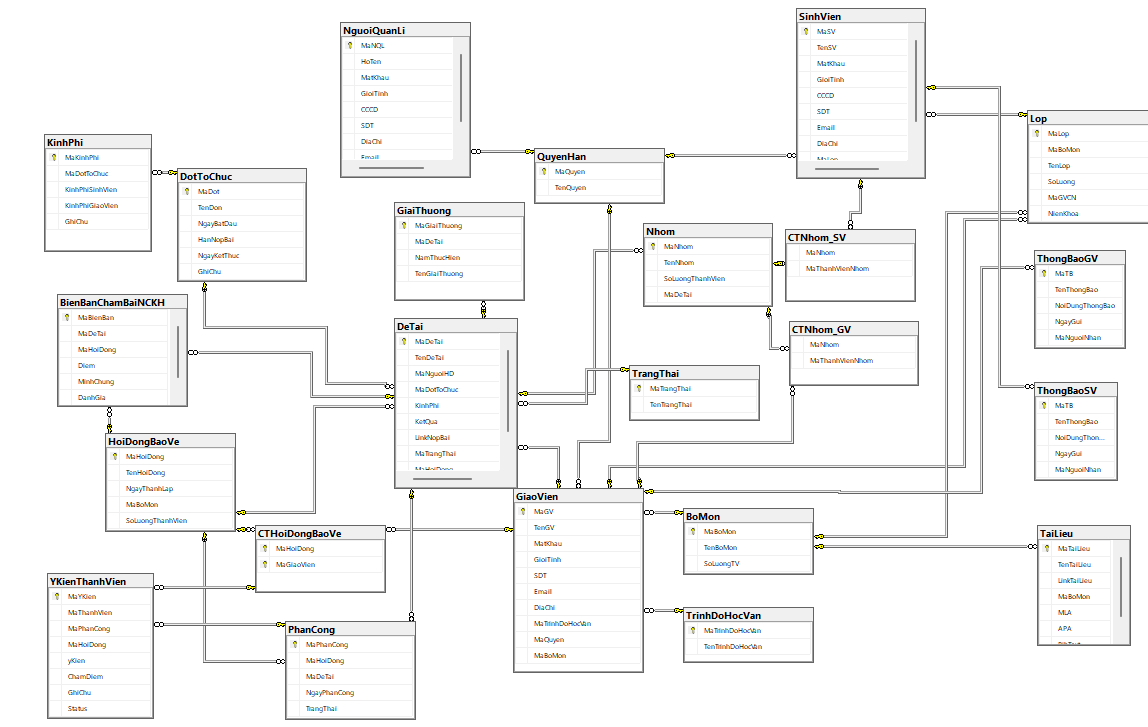 NguoiQuanLi
MaNQL
HoTen
MatKhau
GioiTinh
CCCD
SDT
DiaChi
Email
SinhVien
MaSV
TenSV
MatKhau
GioiTinh
CCCD
SDT
Email
DiaChi
MaLop
Lop
MaLop
MaBoMon
TenLop
SoLuong
MaGVCN
NienKhoa
KinhPhi
MaKinhPhi
MaDotToChuc
KinhPhiSinhVien
KinhPhiGiaoVien
GhiChu
DotToChuc
MaDot
TenDon
NgayBatDau
HanNopBai
NgayKetThuc
GhiChu
QuyenHan
MaQuyen
TenQuyen
GiaiThuong
MaGiaiThuong
MaDeTai
NamThucHien
TenGiaiThuong
Nhom
MaNhom
TenNhom
SoLuongThanhVien
MaDeTai
CTNhom_SV
MaNhom
MaThanhVienNhom
ThongBaoGV
MaTB
TenThongBao
NoiDungThongBao
NgayGui
MaNguoiNhan
BienBanChamBaiNCKH
MaBienBan
MaDeTai
MaHoiDong
Diem
MinhChung
DanhGia
DeTai
MaDeTai
TenDeTai
MaNguoiHD
MaDotToChuc
KinhPhi
KetQua
LinkNopBai
MaTrangThai
MaHoiDong
CTNhom_GV
MaNhom
MaThanhVienNhom
TrangThai
MaTrangThai
TenTrangThai
ThongBaoSV
MaTB
TenThongBao
NoiDungThon...
NgayGui
MaNguoiNhan
HoiDongBaoVe
MaHoiDong
TenHoiDong
NgayThanhLap
MaBoMon
SoLuongThanhVien
GiaoVien
MaGV
TenGV
MatKhau
GioiTinh
SDT
Email
DiaChi
MaTrinhDoHocVan
MaQuyen
MaBoMon
BoMon
MaBoMon
TenBoMon
SoLuongTV
CTHoiDongBaoVe
MaHoiDong
MaGiaoVien
TaiLieu
MaTaiLieu
TenTaiLieu
LinkTaiLieu
MaBoMon
MLA
APA
YKienThanhVien
MaYKien
MaThanhVien
MaPhanCong
MaHoiDong
yKien
ChamDiem
GhiChu
Status
PhanCong
MaPhanCong
MaHoiDong
MaDeTai
NgayPhanCong
TrangThai
TrinhDoHocVan
MaTrinhDoHocVan
TenTrinhDoHocVan